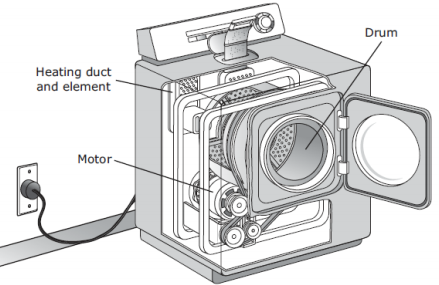 Drum
Heating duct
and element
Motor